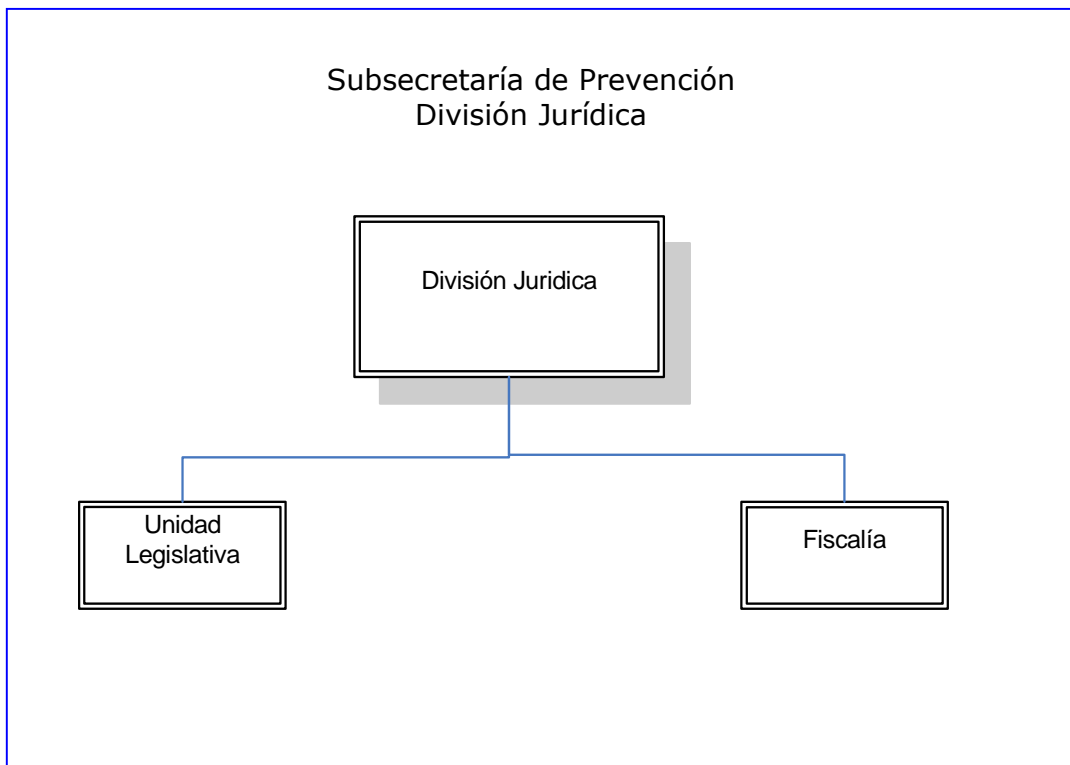 Subsecretaría de Prevención
División Jurídica
División Juridica
Unidad
Legislativa
Fiscalía